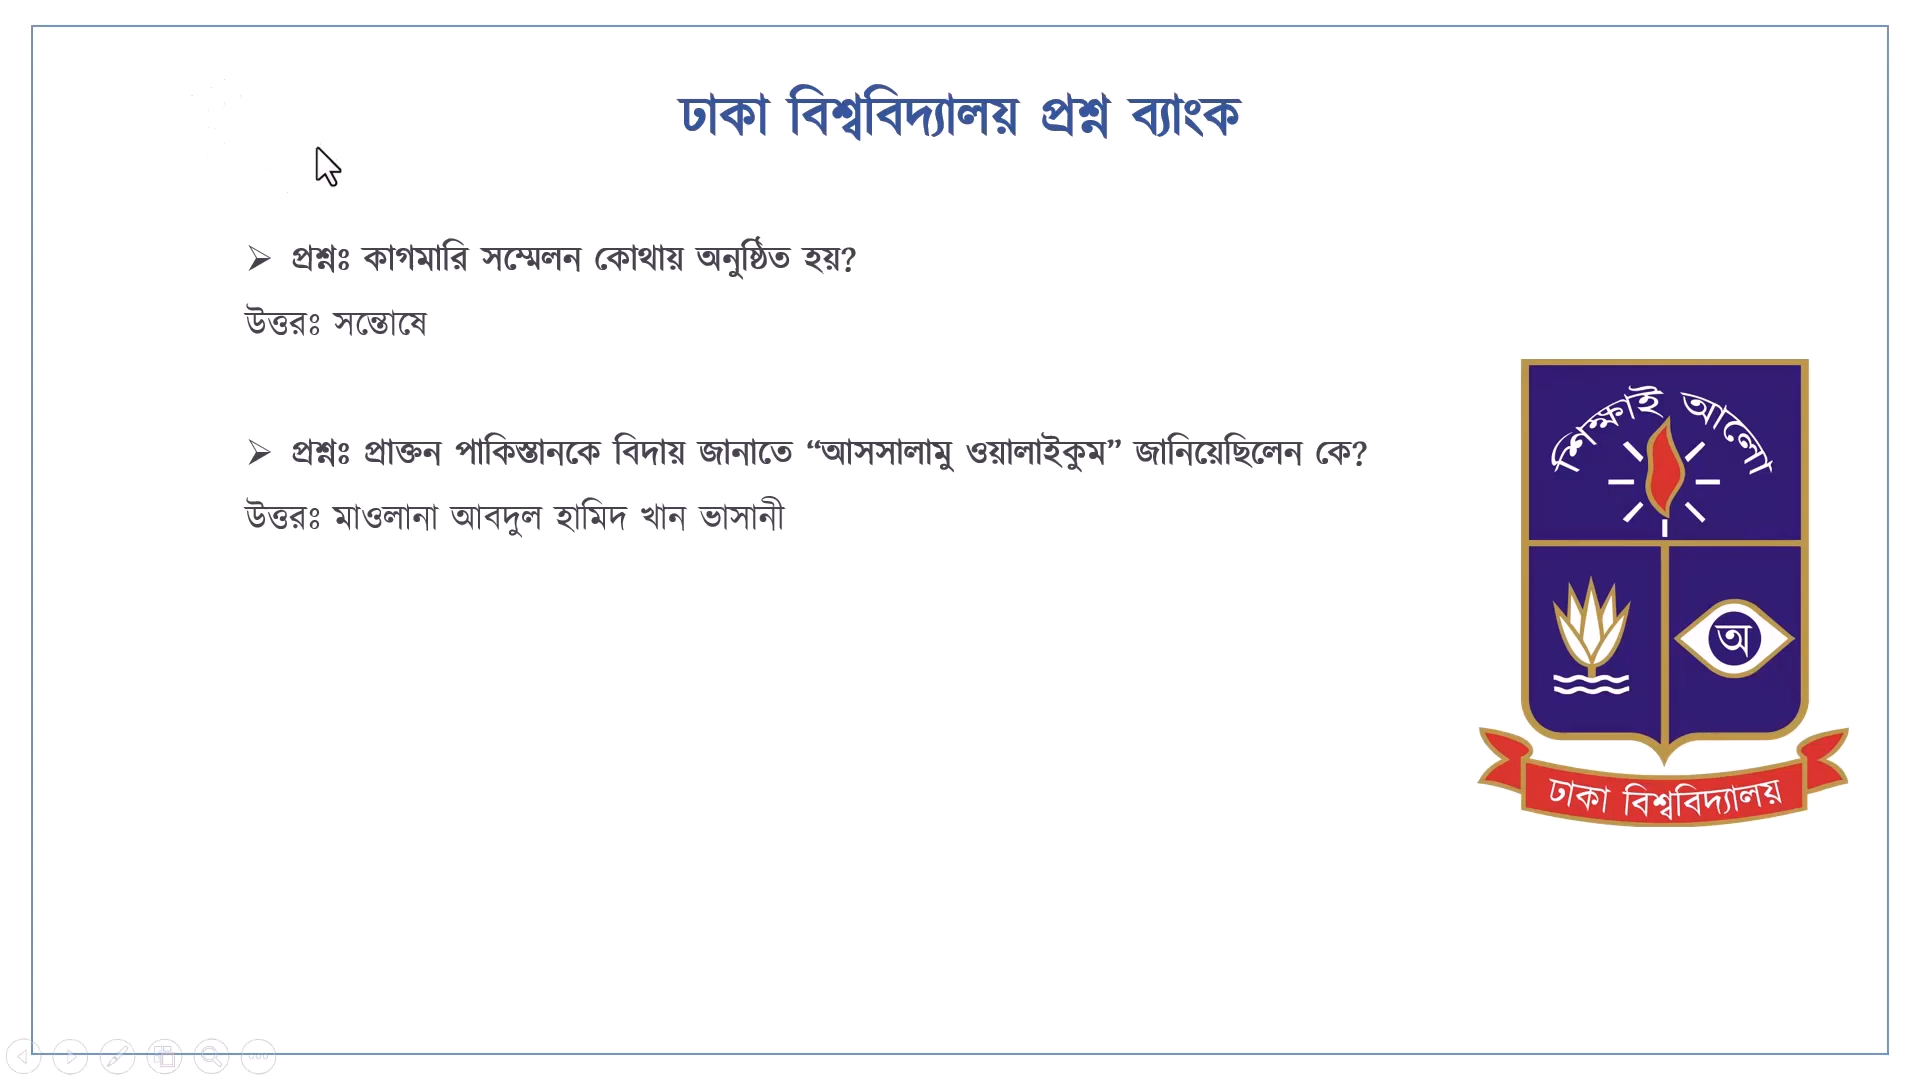 ঢাকা বিশ্ববিদ্যালয় প্রশ্ন ব্যাংক
➢ প্রশ্নঃ কাগমারি সম্মেলন কোথায় অনুষ্ঠিত হয়?
উত্তরঃ সন্তোষে
➢ প্রশ্নঃ প্রাক্তন পাকিস্তানকে বিদায় জানাতে “আসসালামু ওয়ালাইকুম” জানিয়েছিলেন কে?
উত্তরঃ মাওলানা আবদুল হামিদ খান ভাসানী
শিক্ষাই আলো
অ
ঢাকা বিশ্ববিদ্যালয়